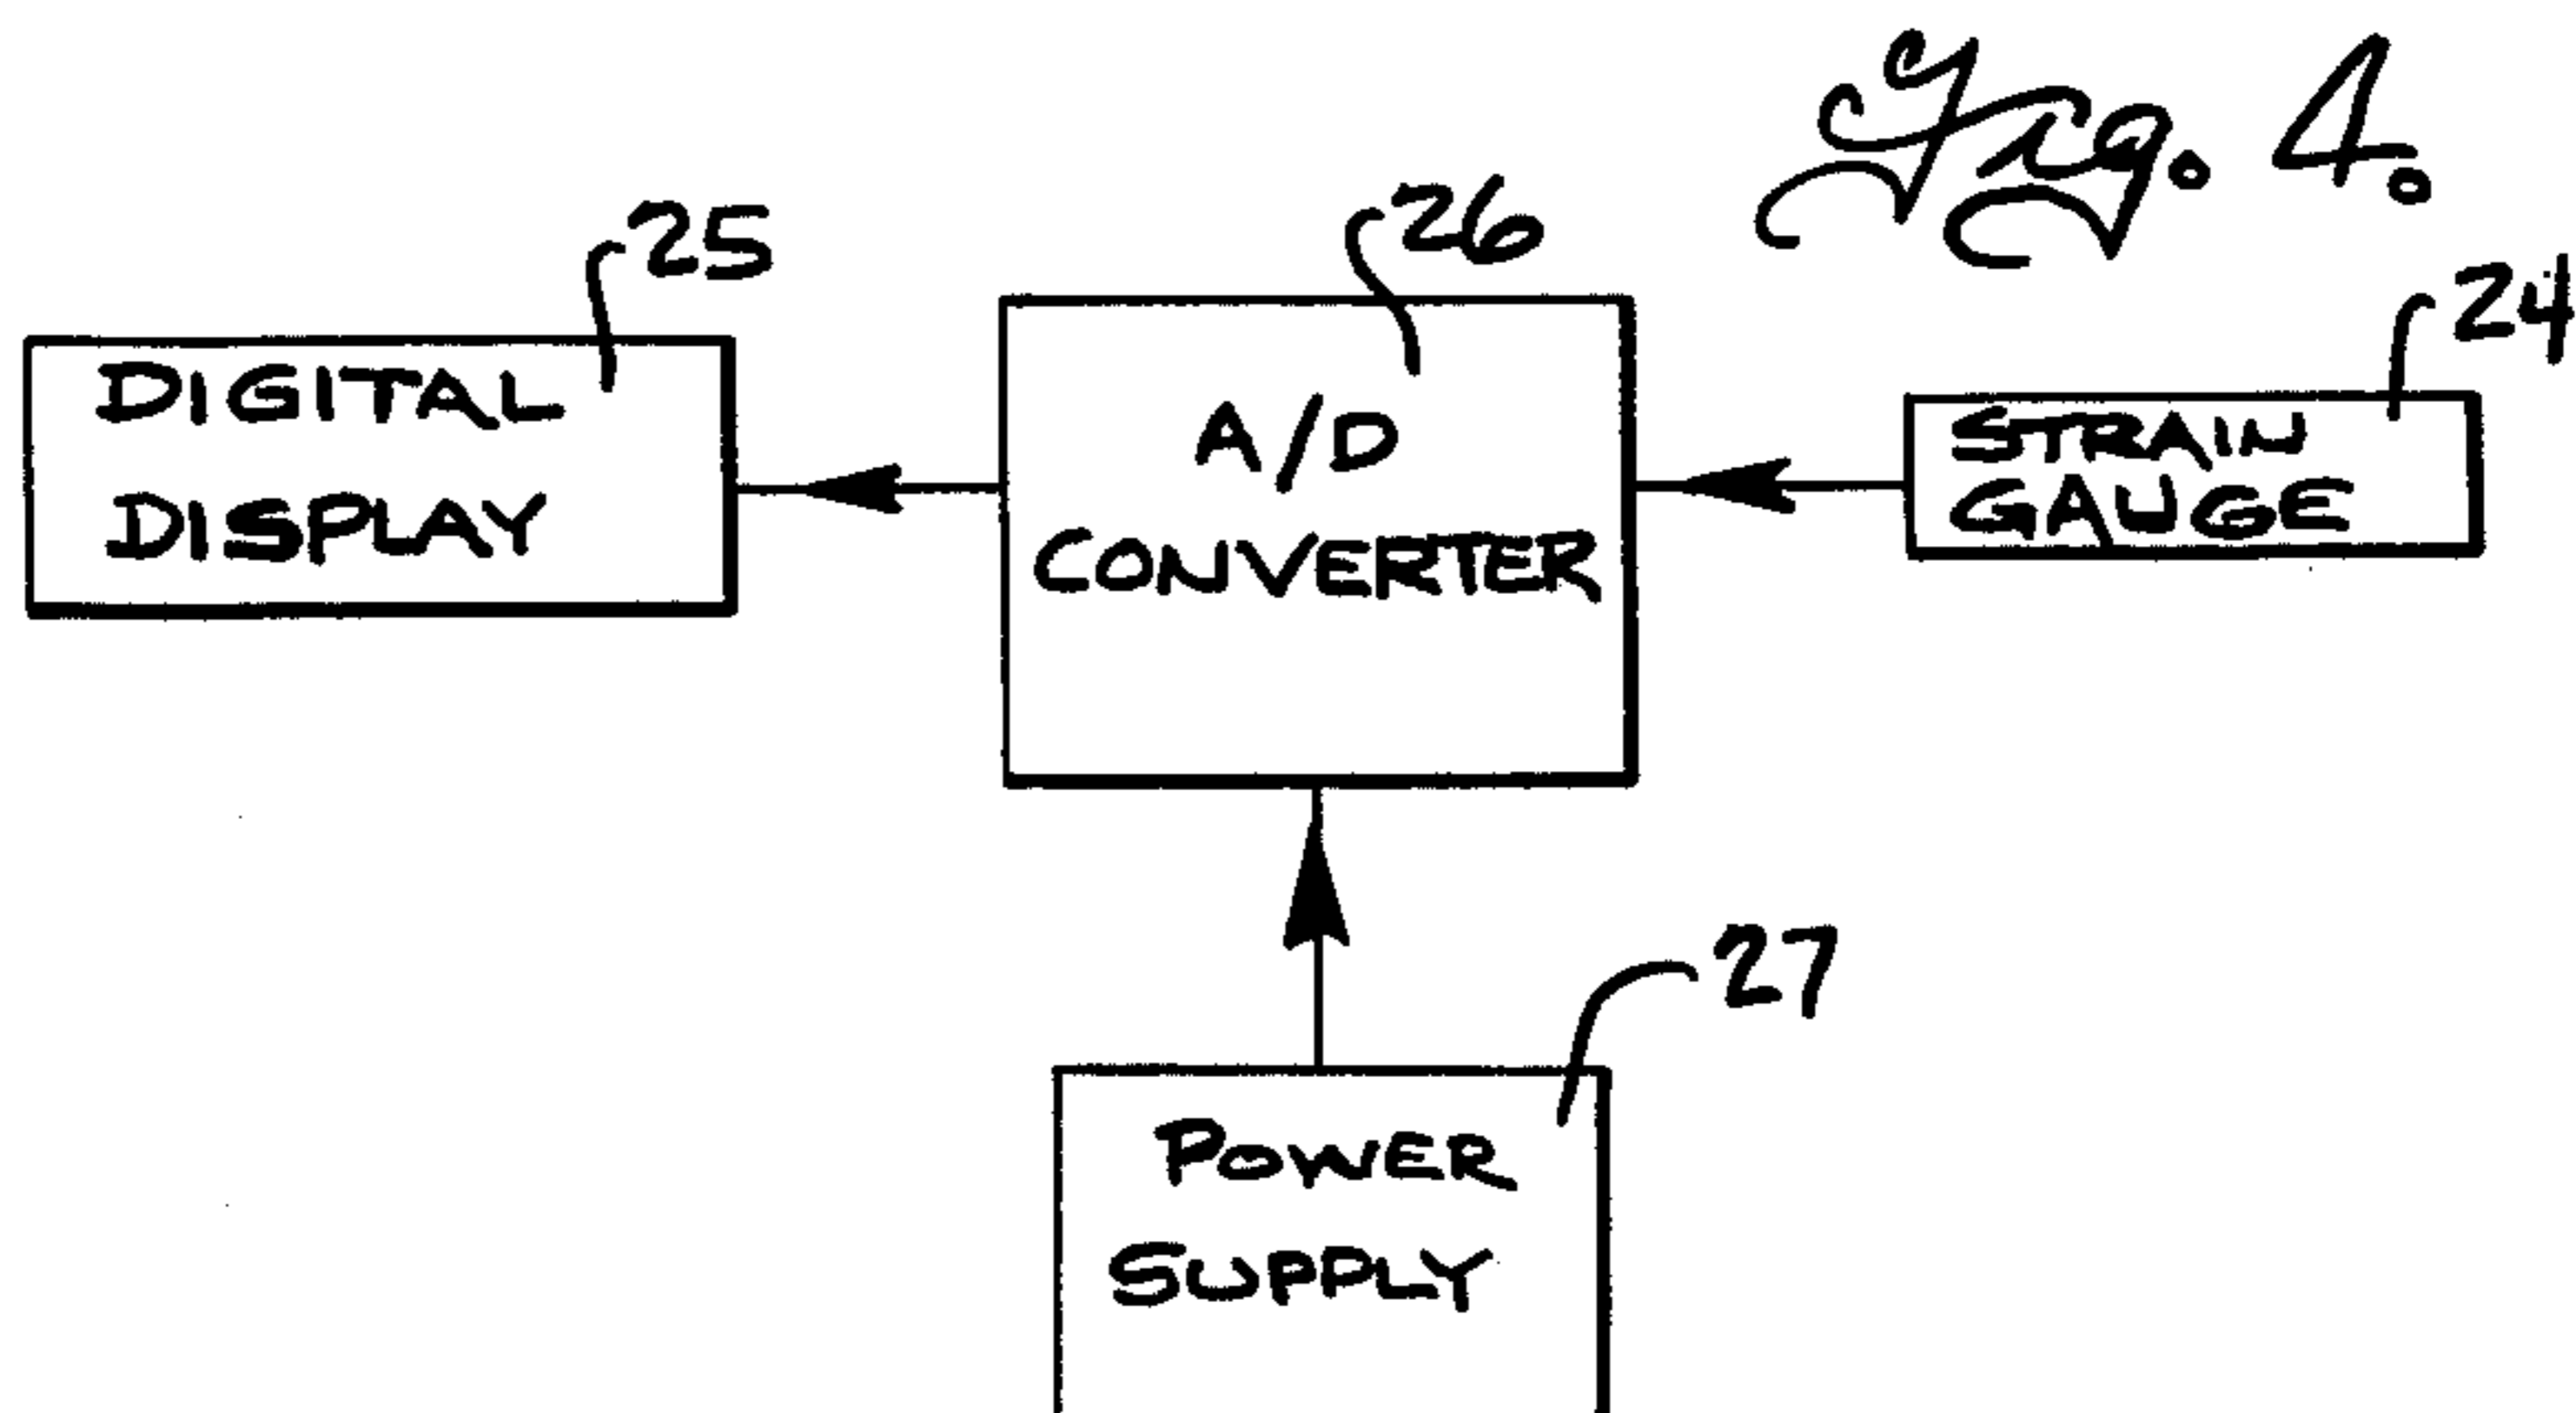 Fig. 4.
25
26
24
DIGITAL
DISPLAY
A/D
CONVERTER
STRAIN
GAUGE
27
POWER
SUPPLY